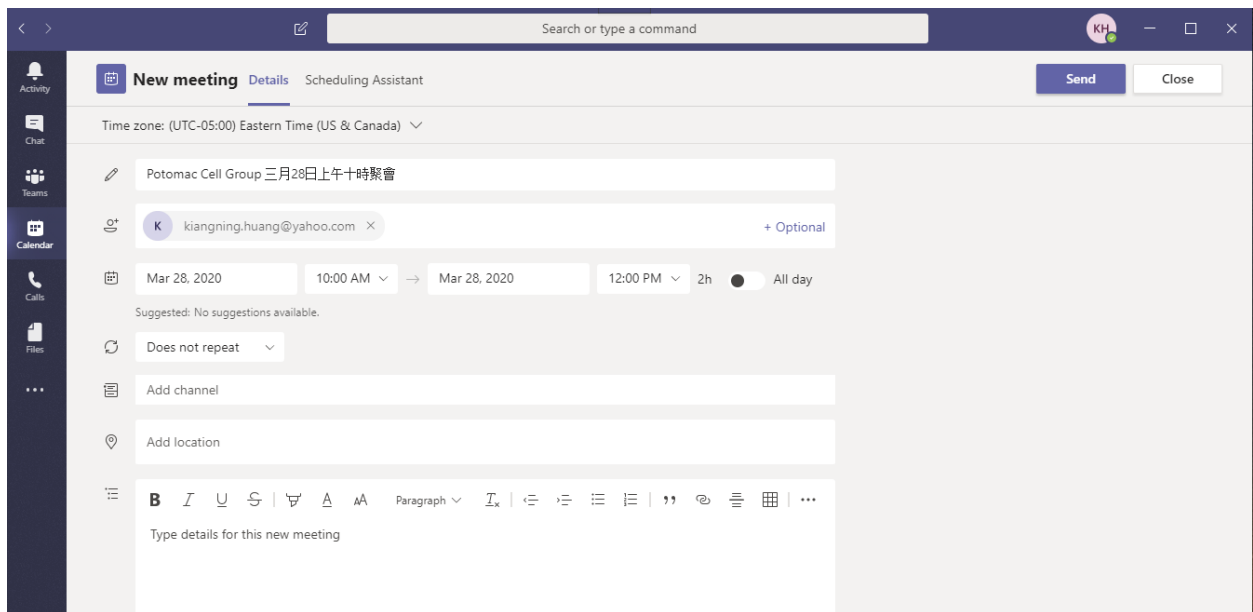 Search or type a command
KH
Activity
Chat
Teams
Calendar
Calls
Files
New meeting Details Scheduling Assistant
Send Close
Time zone: (UTC-05:00) Eastern Time (US & Canada)
Potomac Cell Group 三月28日上午十時聚會
K kiangning.huang@yahoo.com
+ Optional
Mar 28, 2020 10:00 AM → Mar 28, 2020 12:00 PM 2h All day
Suggested: No suggestions available.
Does not repeat
Add channel
Add location
B I U S A AA Paragraph Tx
Type details for this new meeting